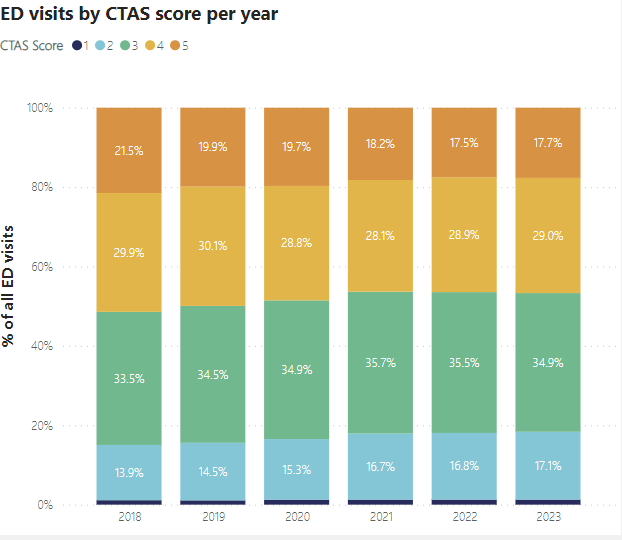 ED visits by CTAS score per year
CTAS Score 1 2 3 4 5
% of all ED visits
100%
80%
60%
40%
20%
0%
21.5% 19.9% 19.7% 18.2% 17.5% 17.7%
29.9% 30.1% 28.8% 28.1% 28.9% 29.0%
33.5% 34.5% 34.9% 35.7% 35.5% 34.9%
13.9% 14.5% 15.3% 16.7% 16.8% 17.1%
2018 2019 2020 2021 2022 2023